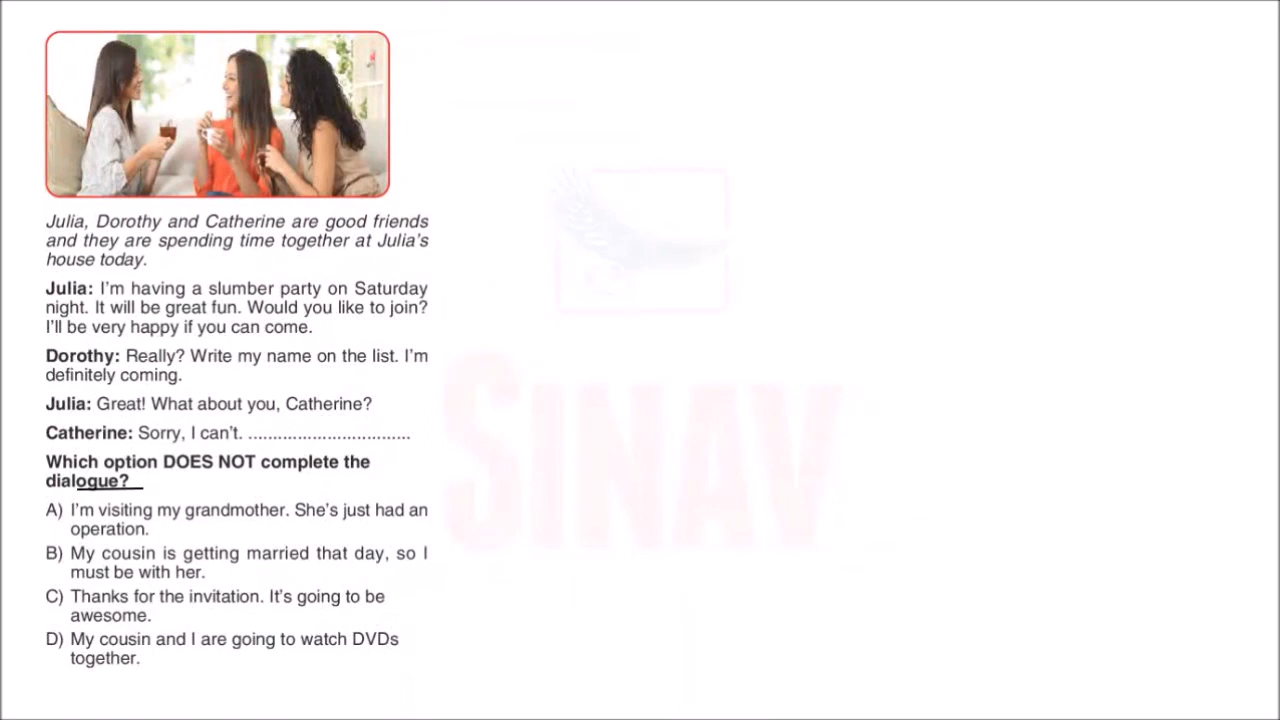 Julia, Dorothy and Catherine are good friends
and they are spending time together at Julia's
house today.
Julia: I'm having a slumber party on Saturday
night. It will be great fun. Would you like to join?
I'll be very happy if you can come.
Dorothy: Really? Write my name on the list. I'm
definitely coming.
Julia: Great! What about you, Catherine?
Catherine: Sorry, I can't. .................................
Which option DOES NOT complete the
dialogue?
A) I'm visiting my grandmother. She's just had an
operation.
B) My cousin is getting married that day, so I
must be with her.
C) Thanks for the invitation. It's going to be
awesome.
D) My cousin and I are going to watch DVDs
together.
SINAV